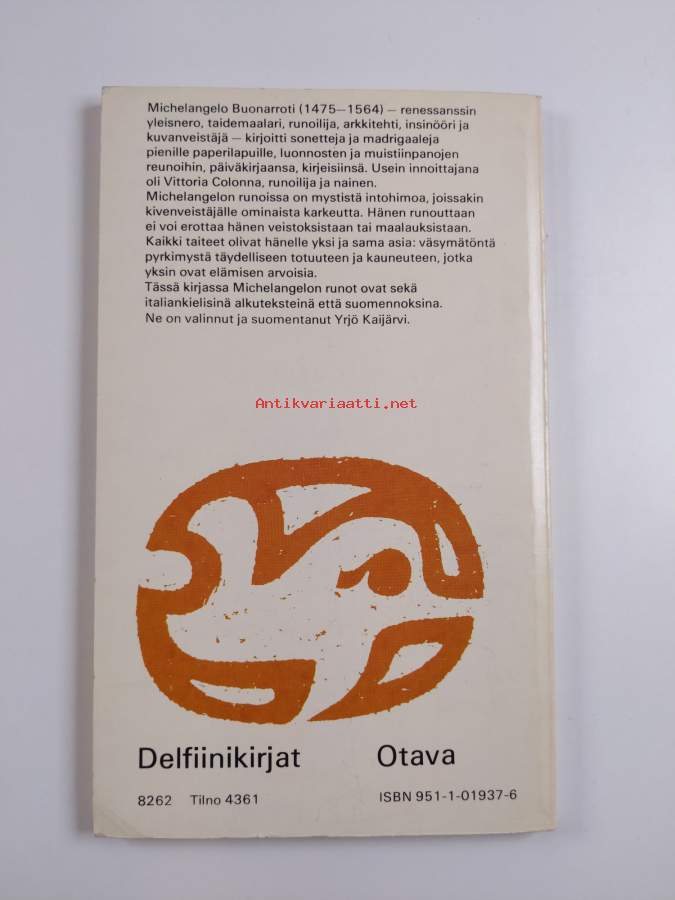 Michelangelo Buonarroti (1475—1564) — renessanssin
yleisnero, taidemaalari, runoilija, arkkitehti, insinööri ja
kuvanveistäjä — kirjoitti sonetteja ja madrigaaleja
pienille paperilapuille, luonnosten ja muistiinpanojen
reunoihin, päiväkirjaansa, kirjeisiinsä. Usein innoittajana
oli Vittoria Colonna, runoilija ja nainen.
Michelangelon runoissa on mystistä intohimoa, joissakin
kivenveistäjälle ominaista karkeutta. Hänen runouttaan
ei voi erottaa hänen veistoksistaan tai maalauksistaan.
Kaikki taiteet olivat hänelle yksi ja sama asia: väsymätöntä
pyrkimystä täydelliseen totuuteen ja kauneuteen, jotka
yksin ovat elämisen arvoisia.
Tässä kirjassa Michelangelon runot ovat sekä
italiankielisinä alkuteksteinä että suomennoksina.
Ne on valinnut ja suomentanut Yrjö Kaijärvi.
Antikvariaatti.net
Delfiinikirjat Otava
8262 Tilno 4361 ISBN 951-1-01937-6